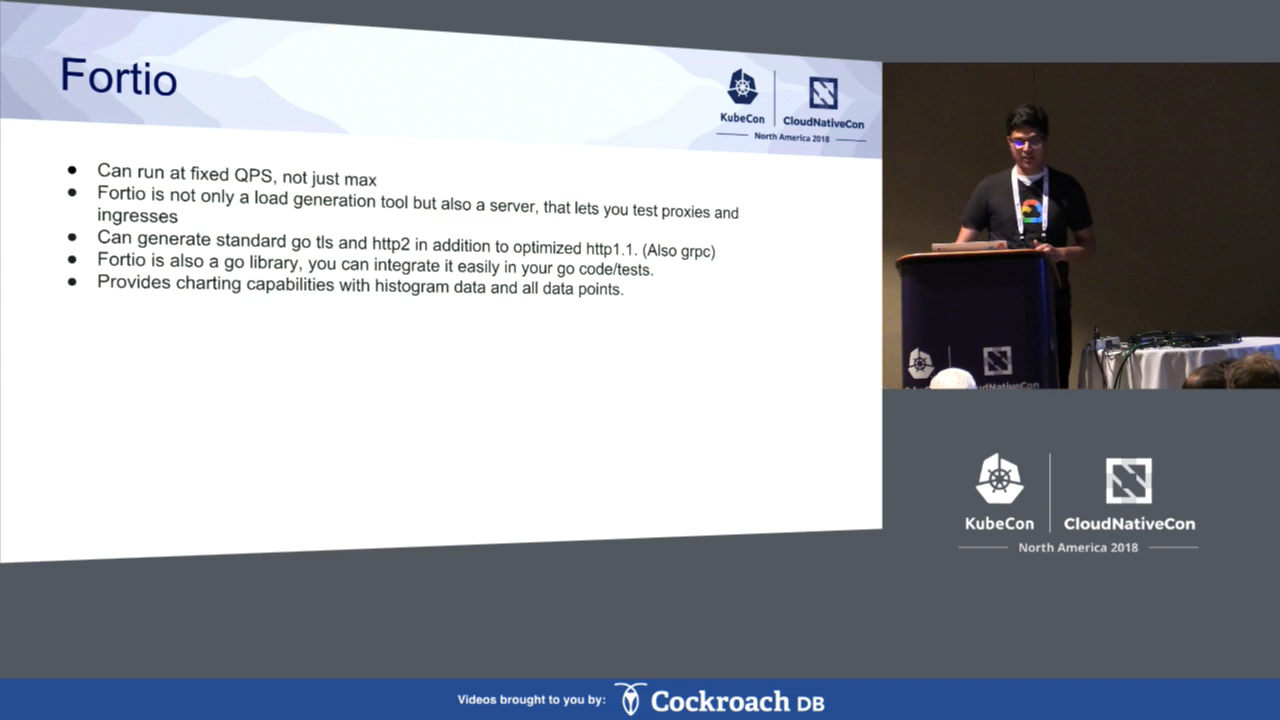 Fortio
KubeCon
CloudNativeCon
North America 2018
Can run at fixed QPS, not just max
Fortio is not only a load generation tool but also a server, that lets you test proxies and
ingresses
Can generate standard go tls and http2 in addition to optimized http1.1. (Also grpc)
Fortio is also a go library, you can integrate it easily in your go code/tests.
Provides charting capabilities with histogram data and all data points.
KubeCon
CloudNativeCon
North America 2018
Videos brought to you by:
Cockroach DB